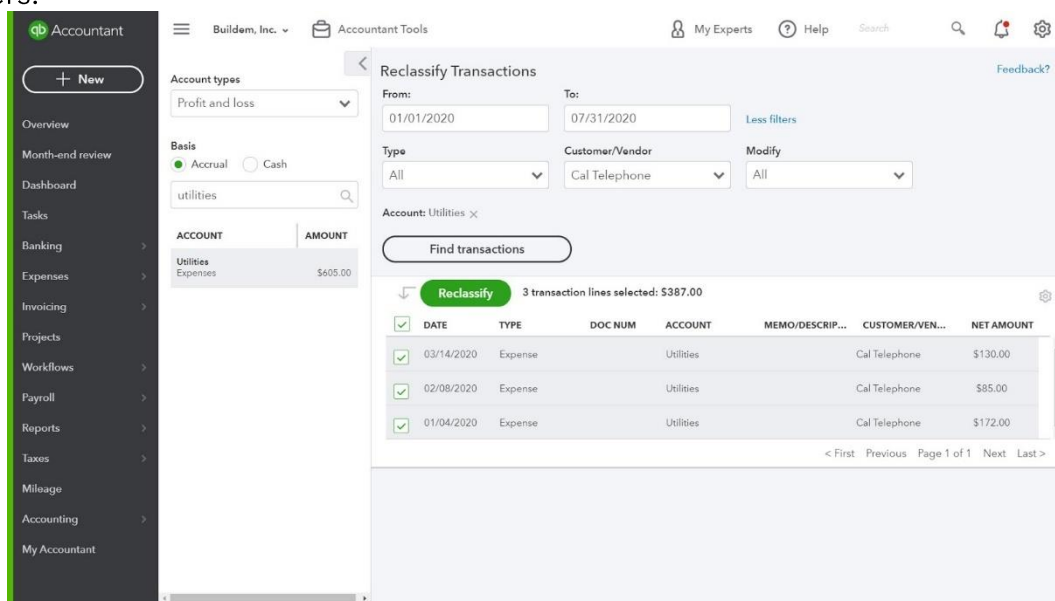 ers.
qb Accountant
Buildem, Inc.
Accountant Tools
My Experts
Help
Search
+ New
Overview
Month-end review
Dashboard
Tasks
Banking
Expenses
Invoicing
Projects
Workflows
Payroll
Reports
Taxes
Mileage
Accounting
My Accountant
Account types
Profit and loss
Basis
Accrual Cash
utilities
ACCOUNT AMOUNT
Utilities
Expenses $605.00
Reclassify Transactions
Feedback?
From: To:
01/01/2020 07/31/2020 Less filters
Type Customer/Vendor Modify
All Cal Telephone All
Account: Utilities ×
Find transactions
Reclassify 3 transaction lines selected: $387.00
DATE TYPE DOC NUM ACCOUNT MEMO/DESCRIP... CUSTOMER/VEN... NET AMOUNT
03/14/2020 Expense Utilities Cal Telephone $130.00
02/08/2020 Expense Utilities Cal Telephone $85.00
01/04/2020 Expense Utilities Cal Telephone $172.00
< First Previous Page 1 of 1 Next Last >